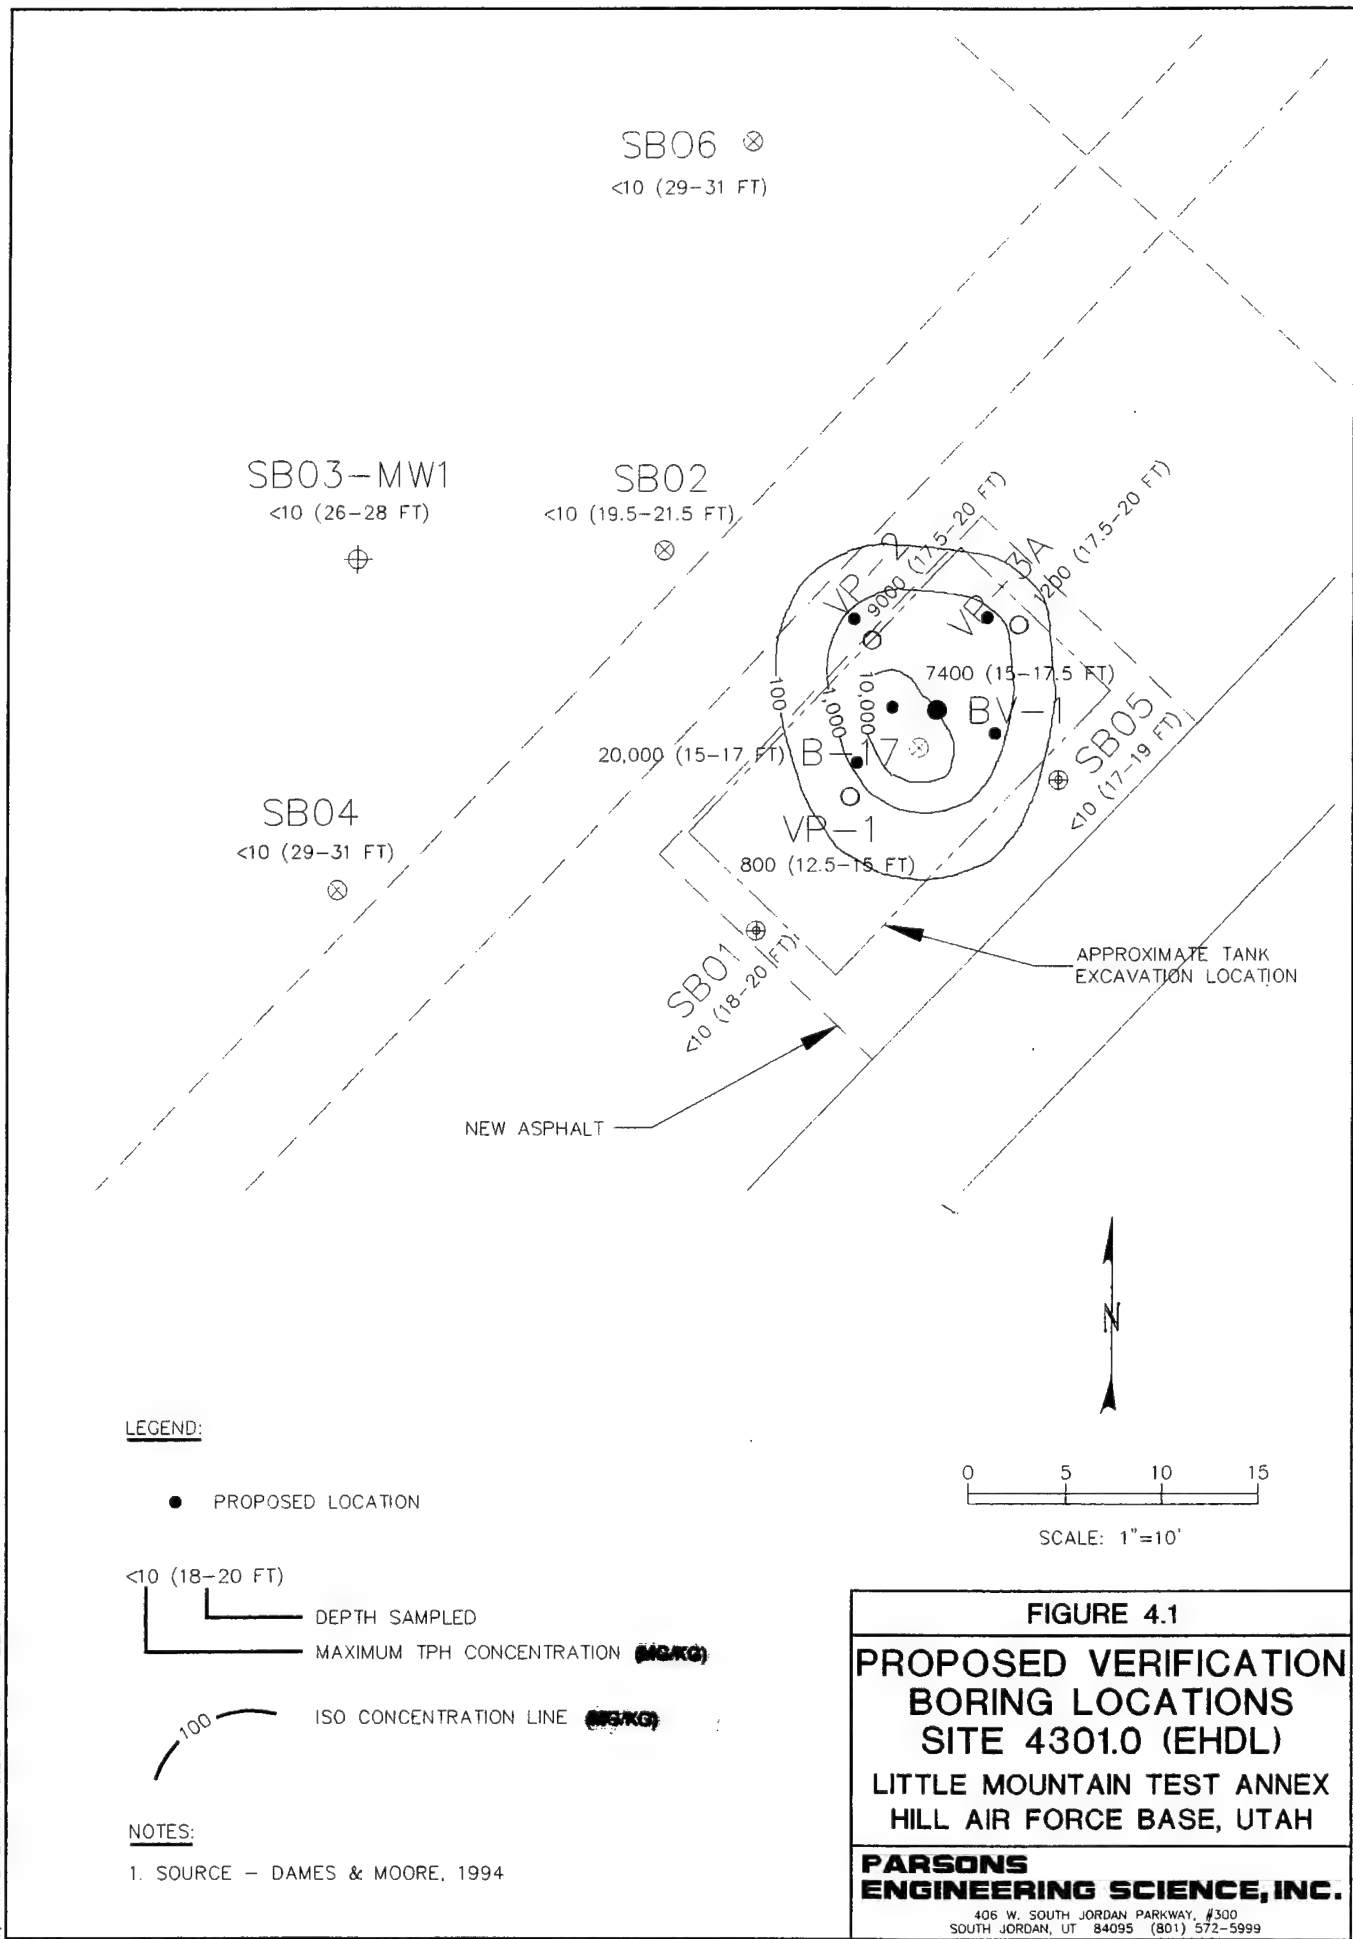 SB06
<10 (29-31 FT)
SB03-MW1
<10 (26-28 FT)
SB02
<10 (19.5-21.5 FT)
VP-2
9000 (17.5-20 FT)
VP-3A
1200 (17.5-20 FT)
7400 (15-17.5 FT)
BV-1
100
1,000
10,000
20,000 (15-17 FT)
B-17
SB05
<10 (17-19 FT)
SB04
<10 (29-31 FT)
VP-1
800 (12.5-15 FT)
SB01
<10 (18-20 FT)
APPROXIMATE TANK
EXCAVATION LOCATION
NEW ASPHALT
N
LEGEND:
PROPOSED LOCATION
<10 (18-20 FT)
DEPTH SAMPLED
MAXIMUM TPH CONCENTRATION (MG/KG)
100
ISO CONCENTRATION LINE (MG/KG)
NOTES:
1. SOURCE - DAMES & MOORE, 1994
0 5 10 15
SCALE: 1"=10'
FIGURE 4.1
PROPOSED VERIFICATION
BORING LOCATIONS
SITE 4301.0 (EHDL)
LITTLE MOUNTAIN TEST ANNEX
HILL AIR FORCE BASE, UTAH
PARSONS
ENGINEERING SCIENCE, INC.
406 W. SOUTH JORDAN PARKWAY, #300
SOUTH JORDAN, UT 84095 (801) 572-5999